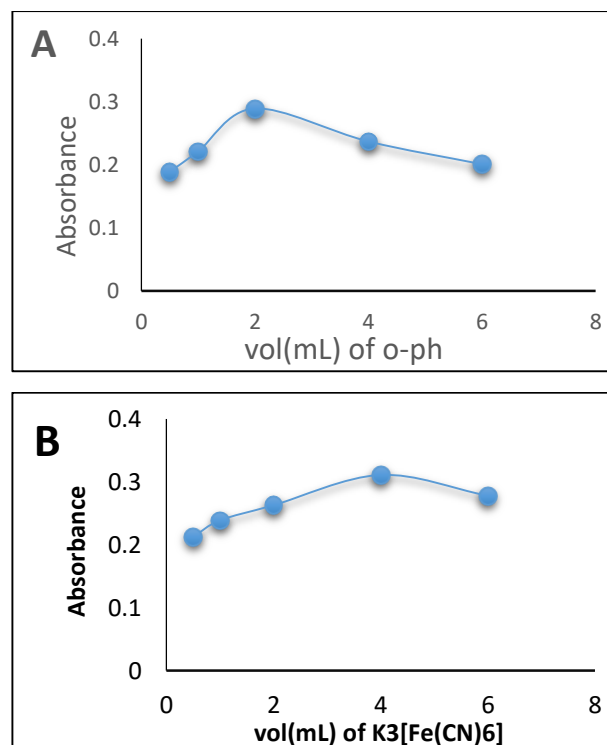 A
Absorbance
0.4
0.3
0.2
0.1
0
0 2 4 6 8
vol(mL) of o-ph
B
Absorbance
0.4
0.3
0.2
0.1
0
0 2 4 6 8
vol(mL) of K3[Fe(CN)6]